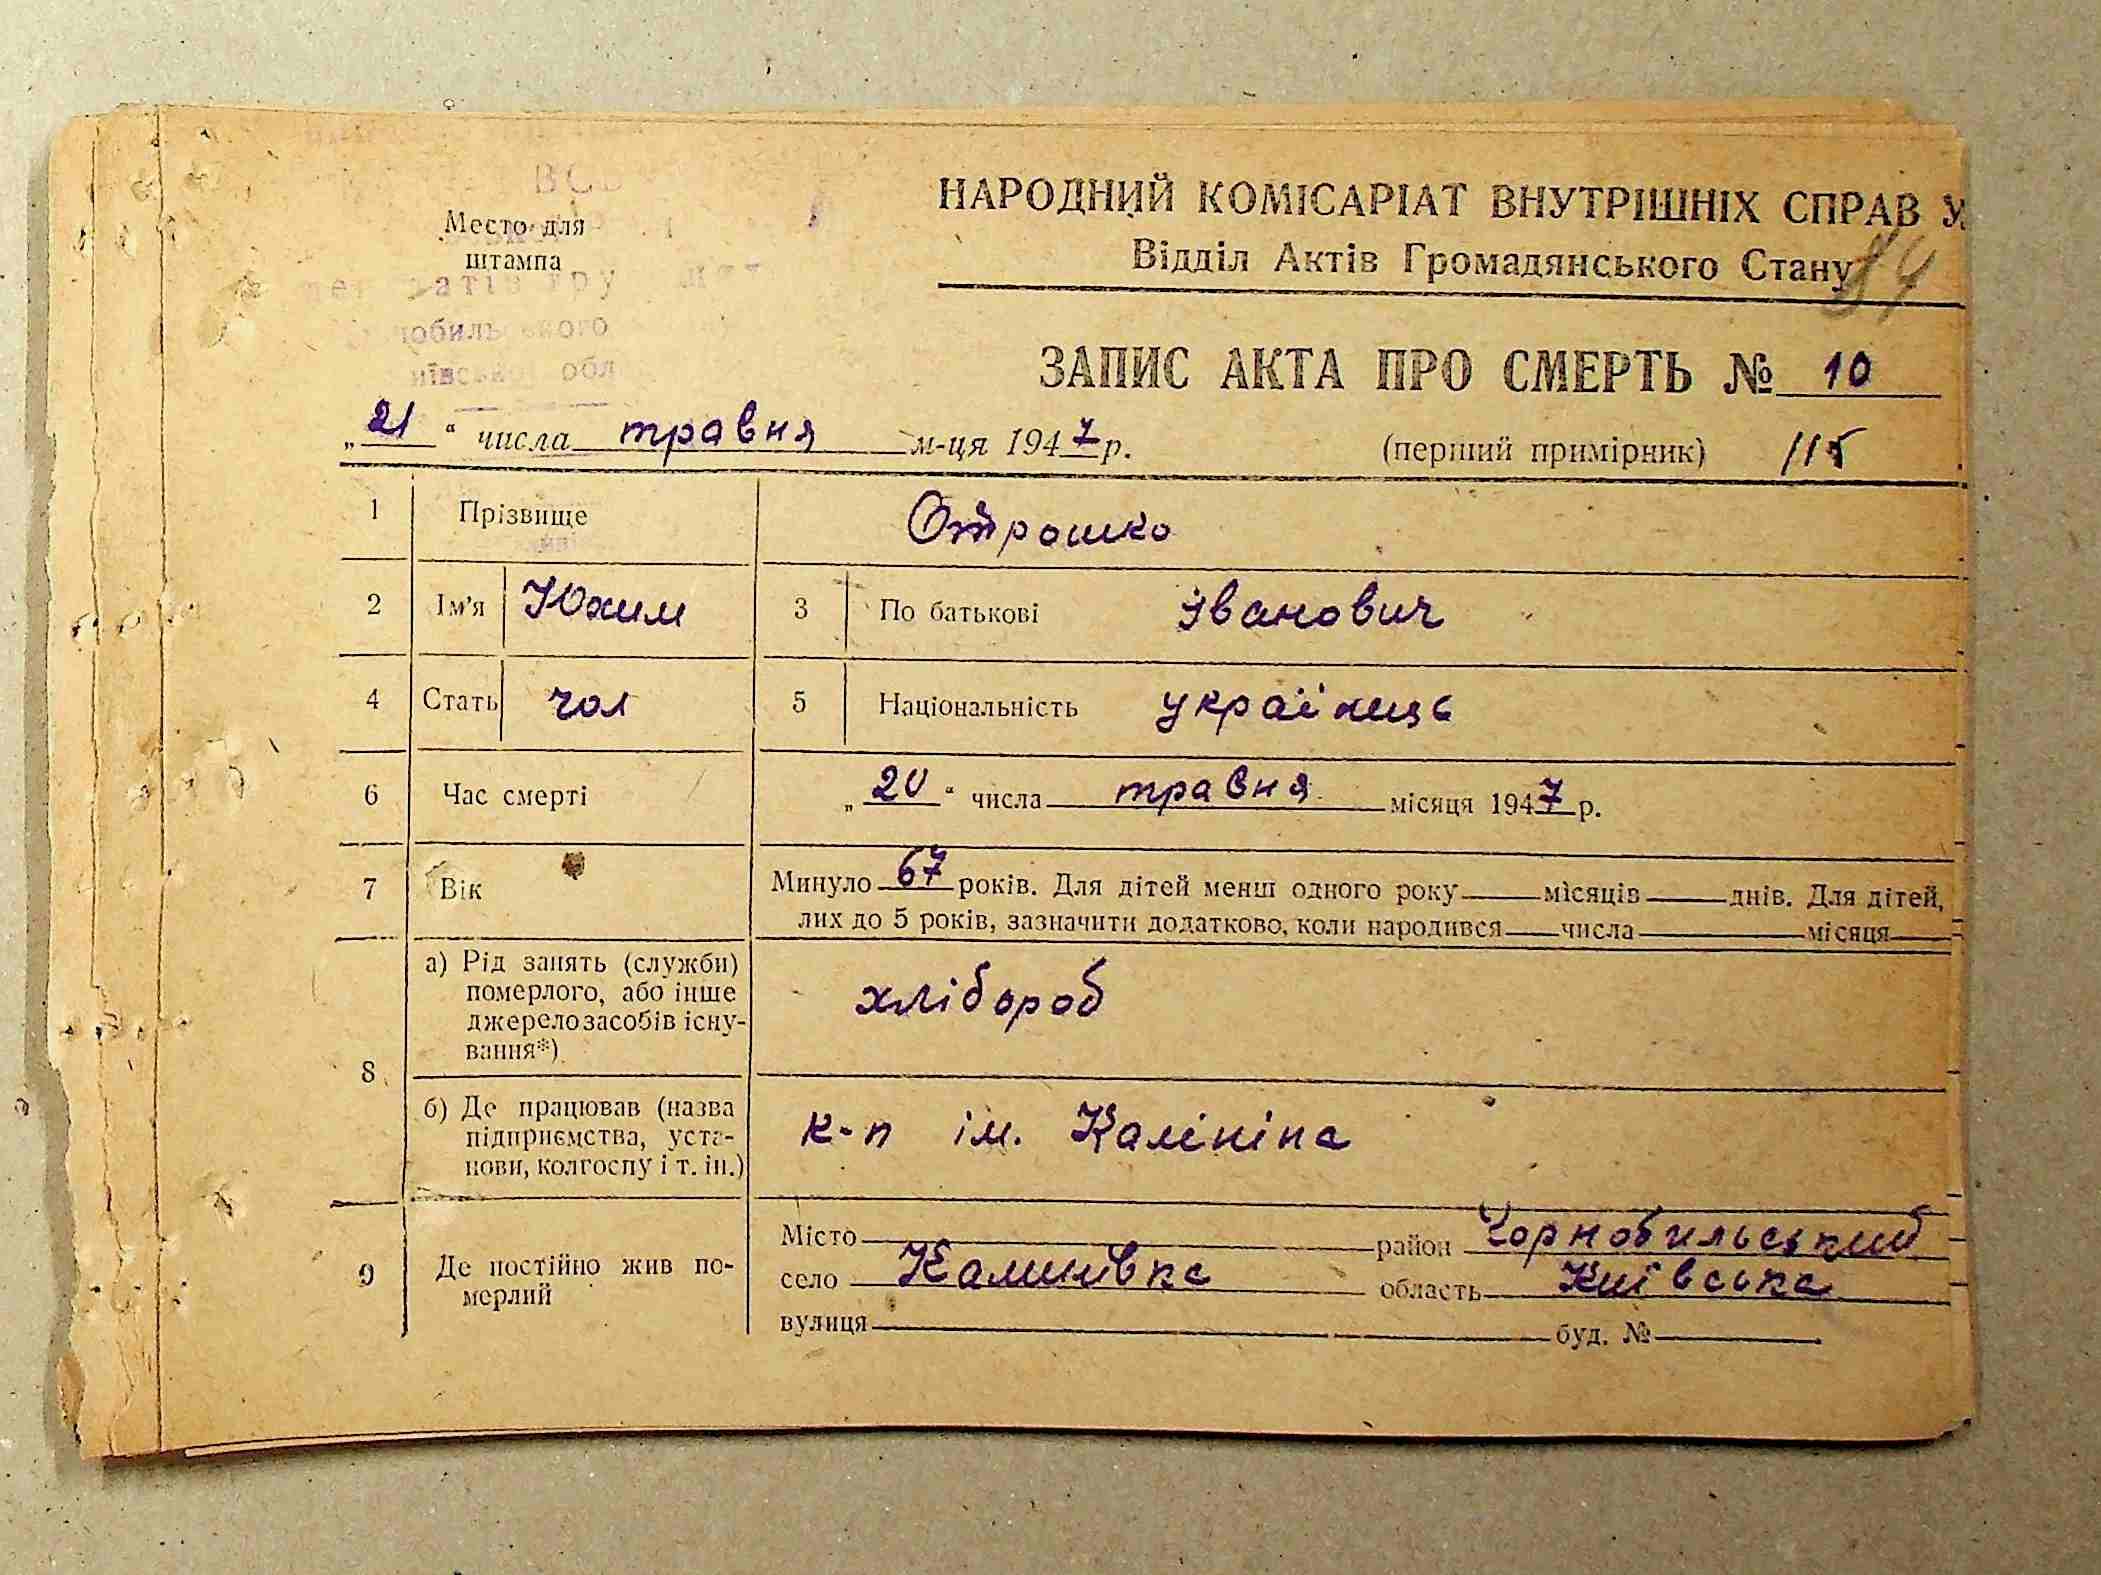 Место для
штампа
НАРОДНИЙ КОМІСАРІАТ ВНУТРІШНІХ СПРАВ У
Відділ Актів Громадянського Стану
84
ЗАПИС АКТА ПРО СМЕРТЬ № 10
„21“ числа травня м-ця 1947 р. (перший примірник) 115
1 Прізвище Отрошко
2 Ім’я Юхим 3 По батькові Іванович
4 Стать чол 5 Національність українець
6 Час смерті „20“ числа травня місяця 1947 р.
7 Вік Минуло 67 років. Для дітей менш одного року місяців днів. Для дітей,
лих до 5 років, зазначити додатково, коли народився числа місяця
8 а) Рід занять (служби)
померлого, або інше
джерело засобів існу-
вання*)
хлібороб
б) Де працював (назва
підприємства, уста-
нови, колгоспу і т. ін.)
к-п ім. Калініна
9 Де постійно жив по-
мерлий
Місто район Чорнобильський
село область Київська
вулиця буд. №